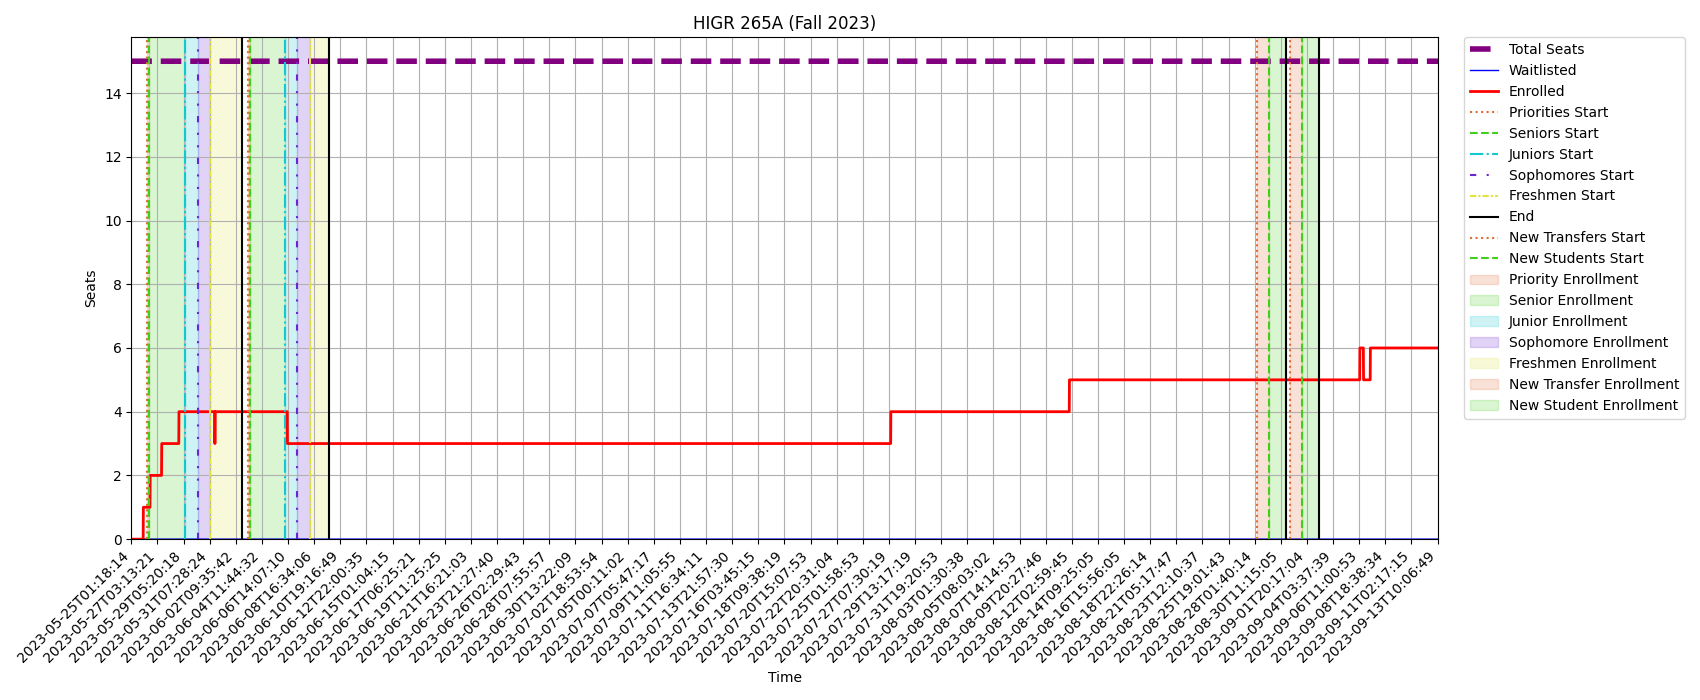 HIGR 265A (Fall 2023)
Seats
14
12
10
8
6
4
2
0
2023-05-25T01:18:14
2023-05-27T03:13:21
2023-05-29T05:20:18
2023-05-31T07:28:24
2023-06-02T09:35:42
2023-06-04T11:44:32
2023-06-06T14:07:10
2023-06-08T16:34:06
2023-06-10T19:16:49
2023-06-12T22:00:35
2023-06-15T01:04:15
2023-06-17T06:25:21
2023-06-19T11:25:25
2023-06-21T16:21:03
2023-06-23T21:27:40
2023-06-26T02:29:43
2023-06-28T07:55:57
2023-06-30T13:22:09
2023-07-02T18:53:54
2023-07-05T00:11:02
2023-07-07T05:47:17
2023-07-09T11:05:55
2023-07-11T16:34:11
2023-07-13T21:57:30
2023-07-16T03:45:15
2023-07-18T09:38:19
2023-07-20T15:07:53
2023-07-22T20:31:04
2023-07-25T01:58:53
2023-07-27T07:30:19
2023-07-29T13:17:19
2023-07-31T19:20:53
2023-08-03T01:30:38
2023-08-05T08:03:02
2023-08-07T14:14:53
2023-08-09T20:27:46
2023-08-12T02:59:45
2023-08-14T09:25:05
2023-08-16T15:56:05
2023-08-18T22:26:14
2023-08-21T05:17:47
2023-08-23T12:10:37
2023-08-25T19:01:43
2023-08-28T01:40:14
2023-08-30T11:15:05
2023-09-01T20:17:04
2023-09-04T03:37:39
2023-09-06T11:00:53
2023-09-08T18:38:34
2023-09-11T02:17:15
2023-09-13T10:06:49
Time
Total Seats
Waitlisted
Enrolled
Priorities Start
Seniors Start
Juniors Start
Sophomores Start
Freshmen Start
End
New Transfers Start
New Students Start
Priority Enrollment
Senior Enrollment
Junior Enrollment
Sophomore Enrollment
Freshmen Enrollment
New Transfer Enrollment
New Student Enrollment